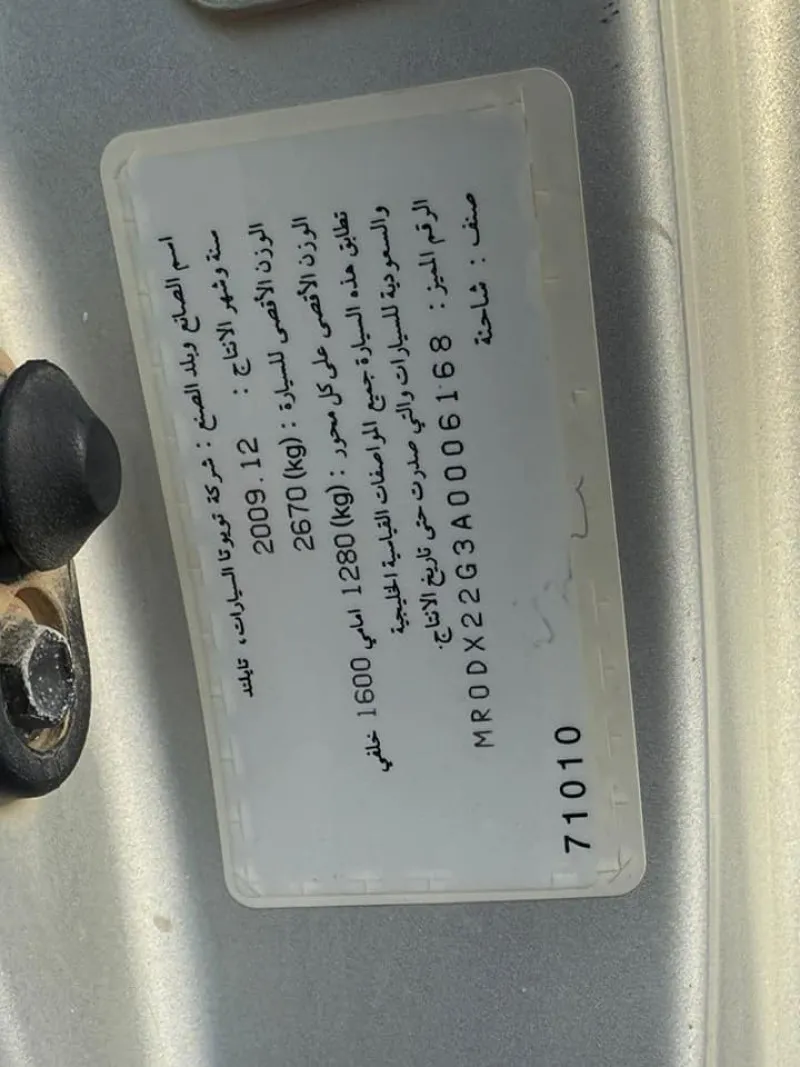 اسم الصانع وبلد الصنع : شركة تويوتا السيارات، تايلند
سنة وشهر الانتاج : 2009.12
الوزن الأقصى للسيارة : (kg) 2670
الوزن الأقصى على كل محور : (kg) 1280 امامي 1600 خلفي
تطابق هذه السيارة جميع المواصفات القياسية الخليجية
والسعودية للسيارات والتي صدرت حتى تاريخ الانتاج.
الرقم المميز : MR0DX22G3A0006168
صنف : شاحنة
71010